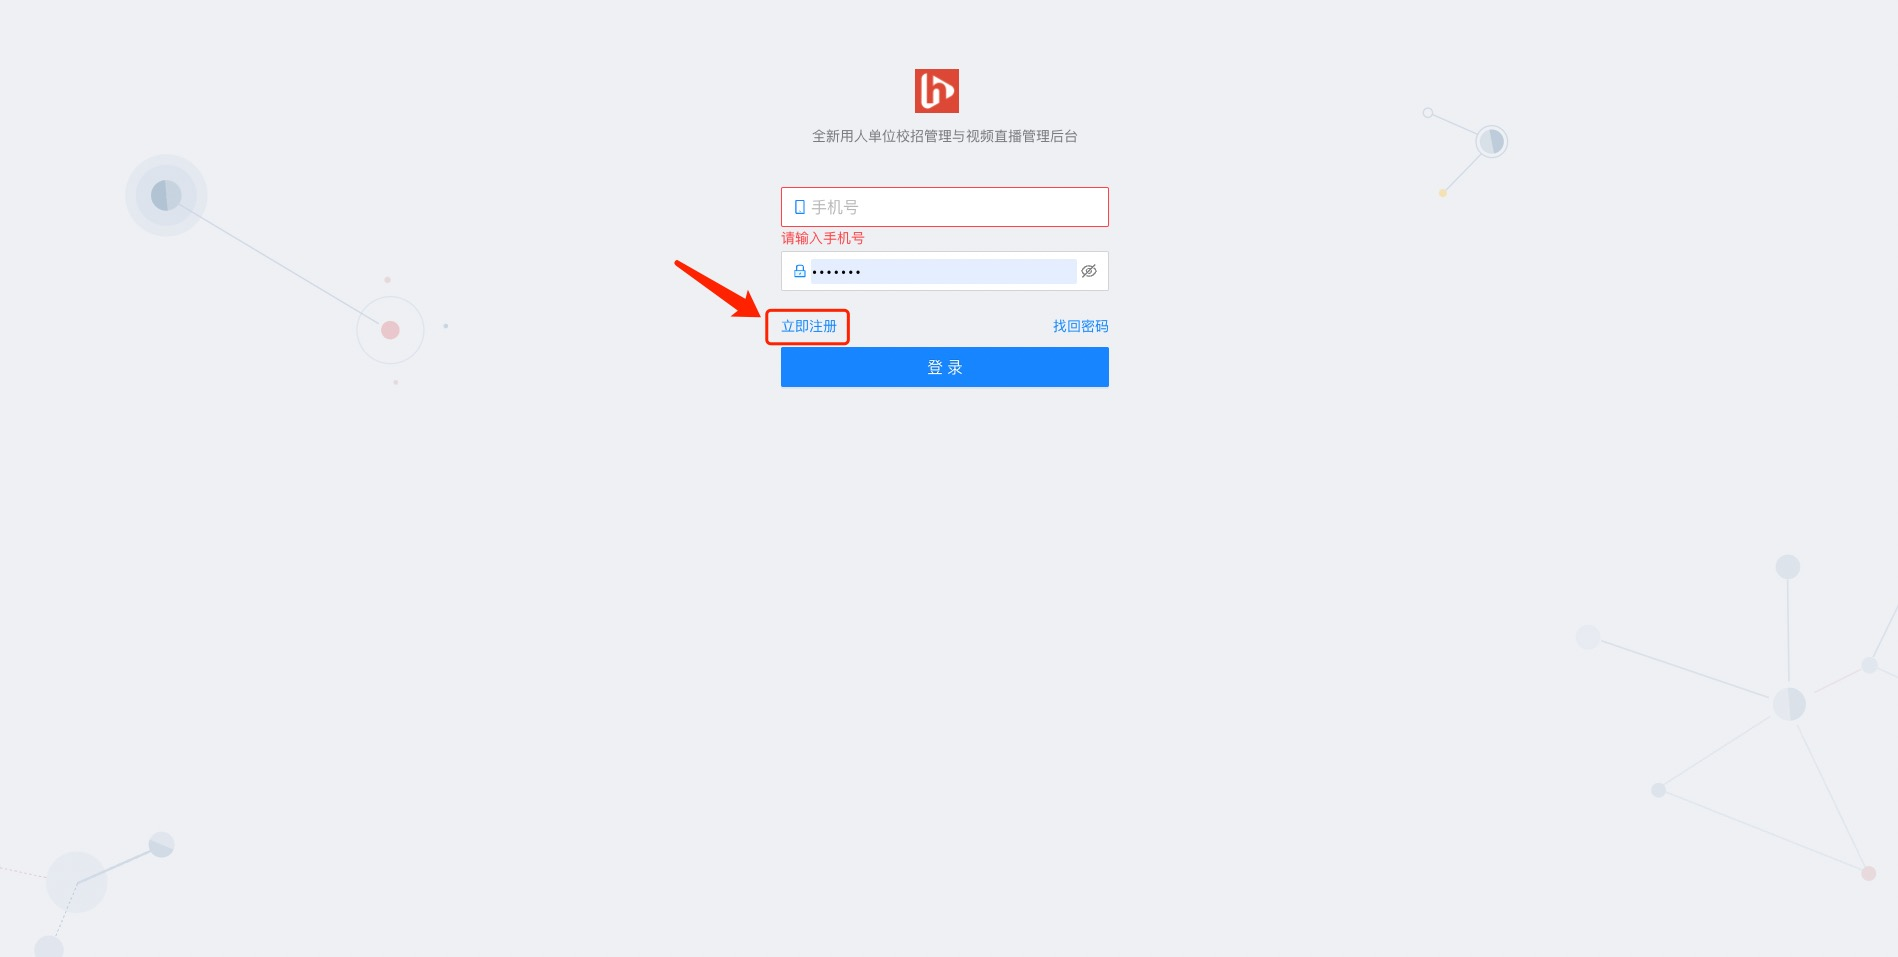 全新用人单位校招管理与视频直播管理后台
手机号
请输入手机号
•••••••
立即注册 找回密码
登 录